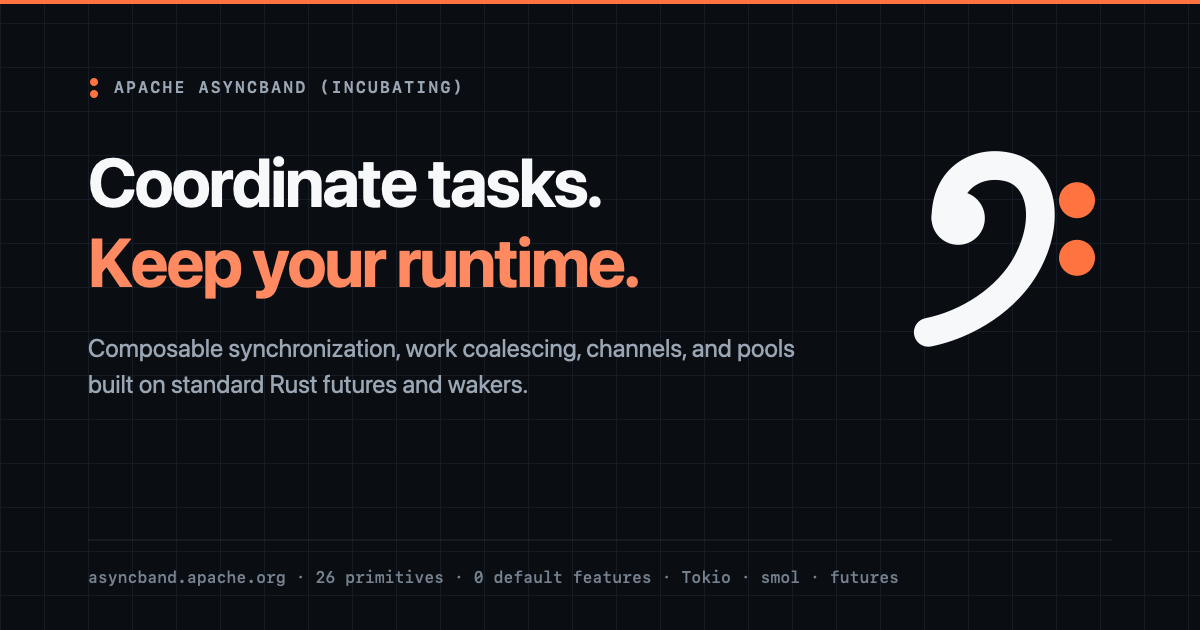 APACHE ASYNCBAND (INCUBATING)
Coordinate tasks.
Keep your runtime.
Composable synchronization, work coalescing, channels, and pools
built on standard Rust futures and wakers.
asyncband.apache.org · 26 primitives · 0 default features · Tokio · smol · futures